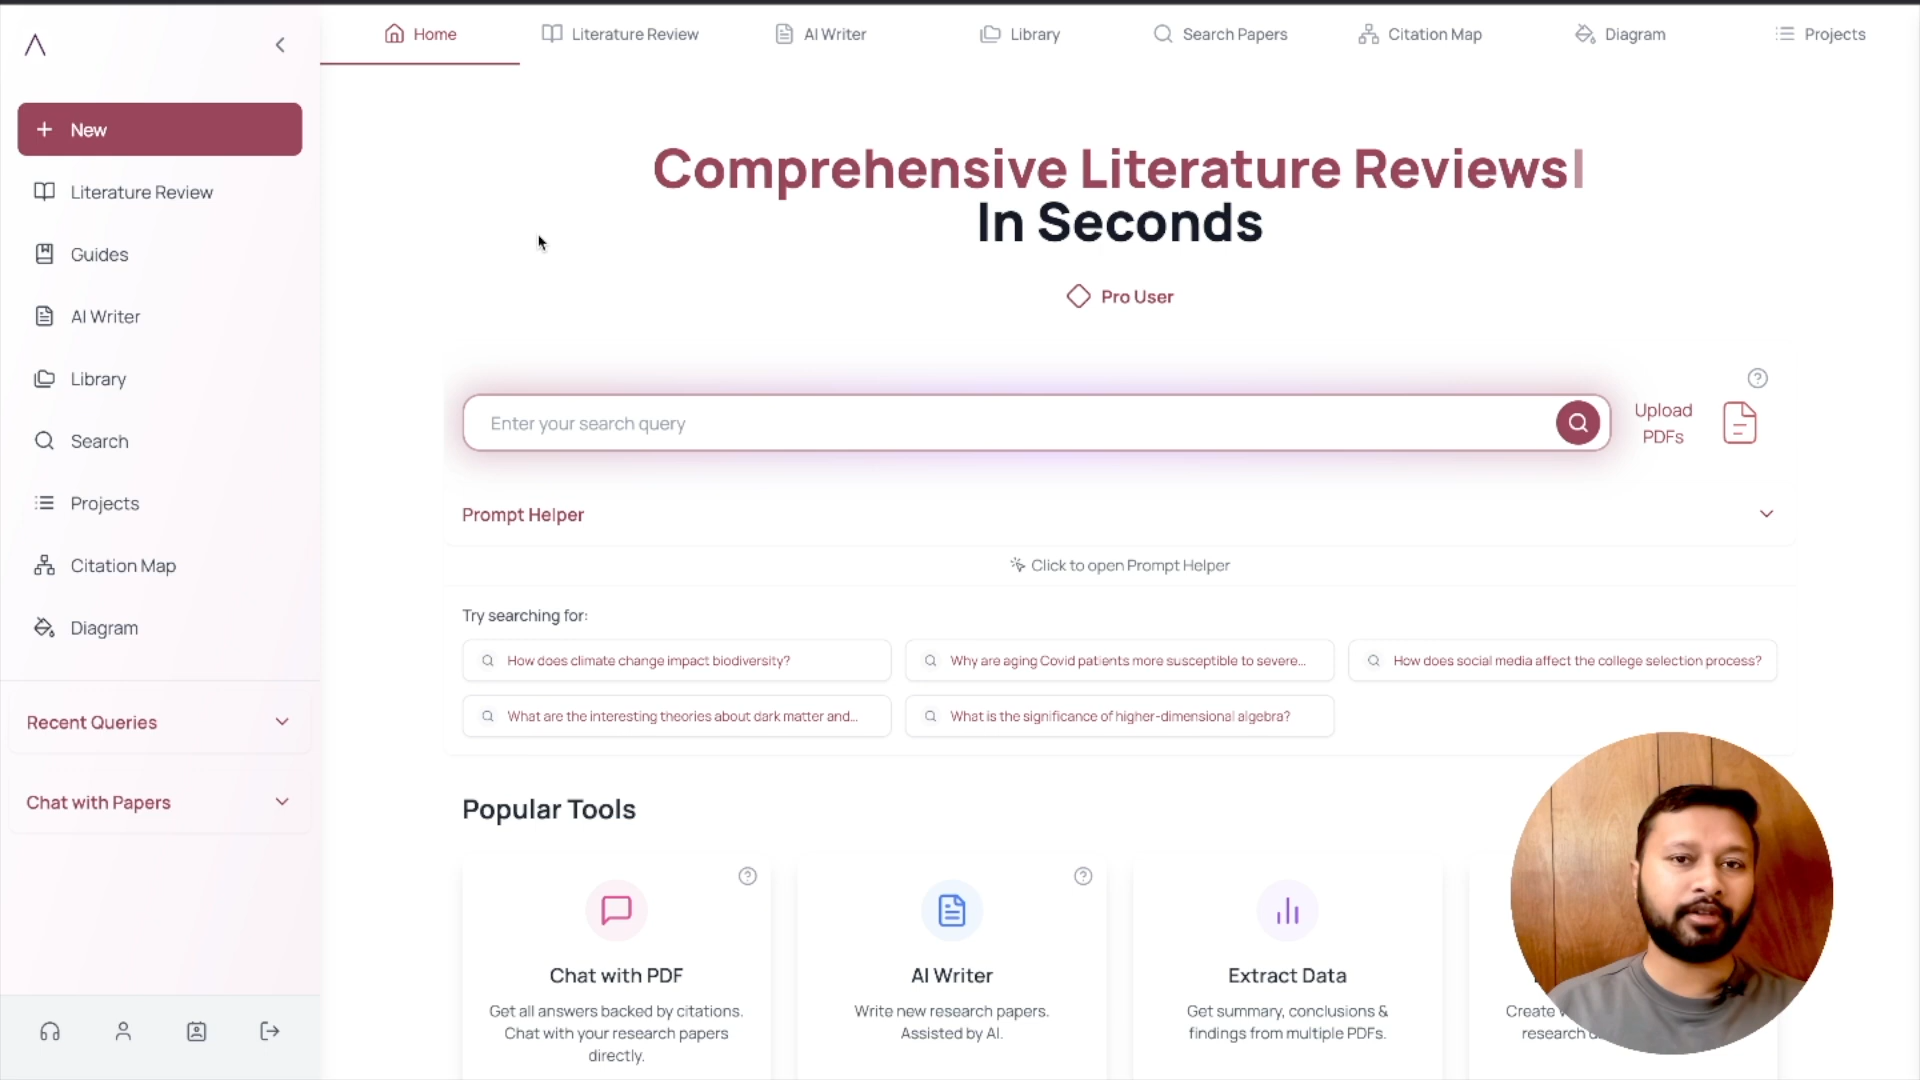 Home
Literature Review
AI Writer
Library
Search Papers
Citation Map
Diagram
Projects
New
Literature Review
Guides
AI Writer
Library
Search
Projects
Citation Map
Diagram
Recent Queries
Chat with Papers
Comprehensive Literature Reviews
In Seconds
Pro User
Enter your search query
Upload
PDFs
Prompt Helper
Click to open Prompt Helper
Try searching for:
How does climate change impact biodiversity?
Why are aging Covid patients more susceptible to severe...
How does social media affect the college selection process?
What are the interesting theories about dark matter and...
What is the significance of higher-dimensional algebra?
Popular Tools
Chat with PDF
Get all answers backed by citations.
Chat with your research papers
directly.
AI Writer
Write new research papers.
Assisted by AI.
Extract Data
Get summary, conclusions &
findings from multiple PDFs.
Create
research